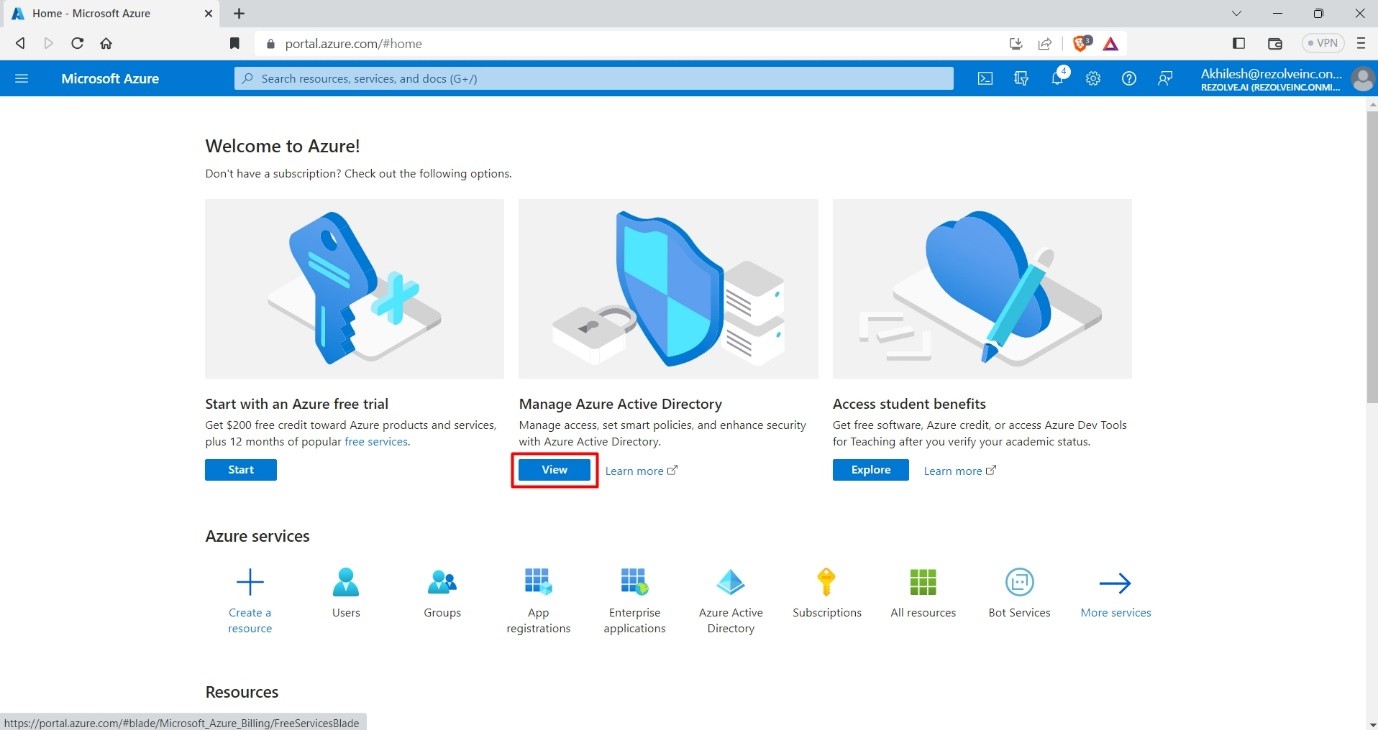 Home - Microsoft Azure
portal.azure.com/#home
3
VPN
Microsoft Azure
Search resources, services, and docs (G+/)
4
Akhilesh@rezolveinc.on...
REZOLVE.AI (REZOLVEINC.ONMI...
Welcome to Azure!
Don't have a subscription? Check out the following options.
Start with an Azure free trial
Get $200 free credit toward Azure products and services,
plus 12 months of popular free services.
Start
Manage Azure Active Directory
Manage access, set smart policies, and enhance security
with Azure Active Directory.
View
Learn more
Access student benefits
Get free software, Azure credit, or access Azure Dev Tools
for Teaching after you verify your academic status.
Explore
Learn more
Azure services
Create a
resource
Users
Groups
App
registrations
Enterprise
applications
Azure Active
Directory
Subscriptions
All resources
Bot Services
More services
Resources
https://portal.azure.com/#blade/Microsoft_Azure_Billing/FreeServicesBlade